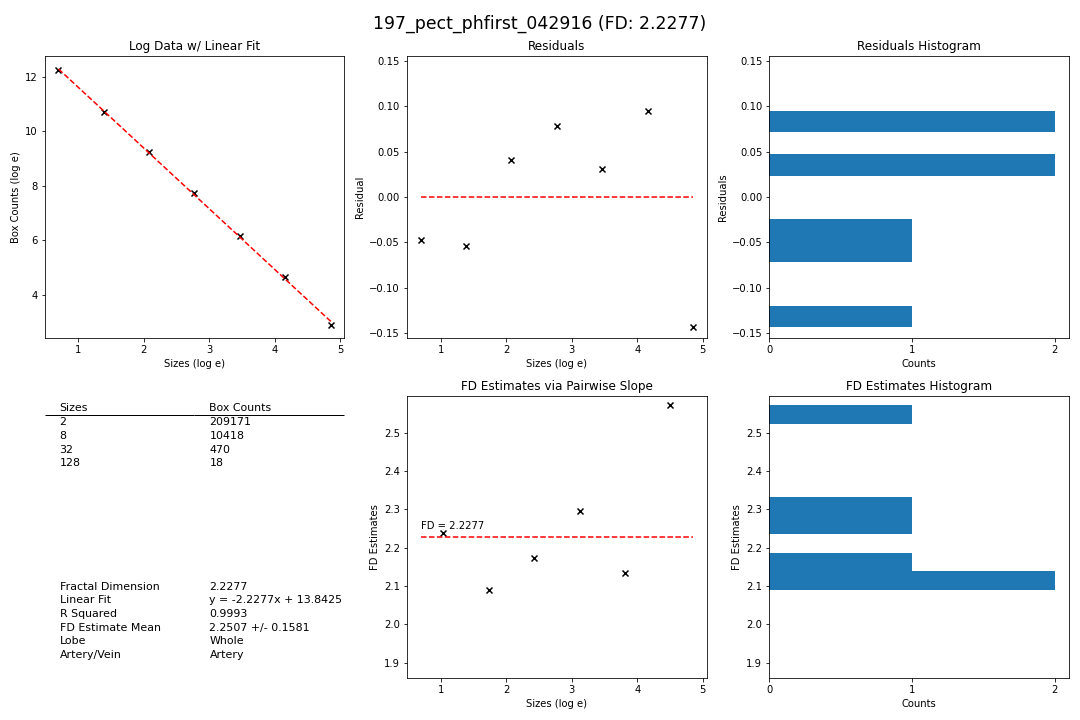 197_pect_phfirst_042916 (FD: 2.2277)
Log Data w/ Linear Fit
Box Counts (log e)
12
10
8
6
4
1 2 3 4 5
Sizes (log e)
Residuals
Residual
0.15
0.10
0.05
0.00
−0.05
−0.10
−0.15
1 2 3 4 5
Sizes (log e)
Residuals Histogram
Residuals
0.15
0.10
0.05
0.00
−0.05
−0.10
−0.15
0 1 2
Counts
Sizes Box Counts
2 209171
8 10418
32 470
128 18
Fractal Dimension 2.2277
Linear Fit y = -2.2277x + 13.8425
R Squared 0.9993
FD Estimate Mean 2.2507 +/- 0.1581
Lobe Whole
Artery/Vein Artery
FD Estimates via Pairwise Slope
FD Estimates
2.5
2.4
2.3
2.2
2.1
2.0
1.9
FD = 2.2277
1 2 3 4 5
Sizes (log e)
FD Estimates Histogram
FD Estimates
2.5
2.4
2.3
2.2
2.1
2.0
1.9
0 1 2
Counts